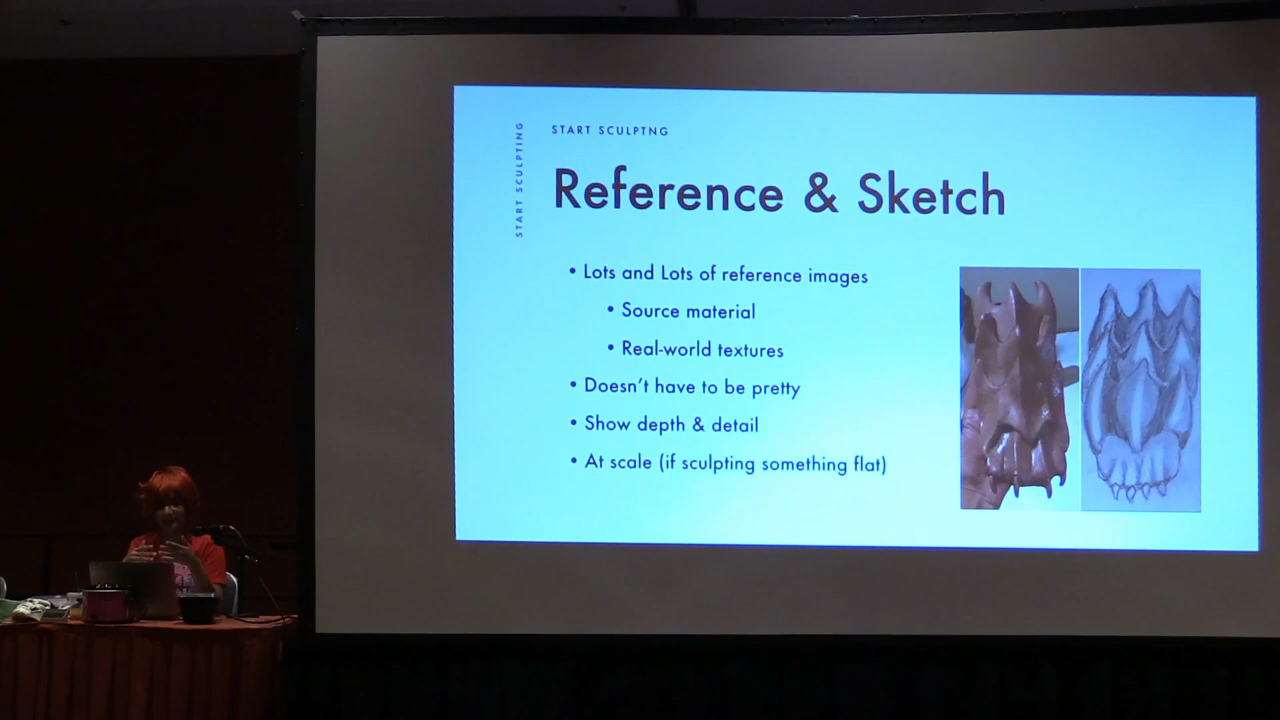 START SCULPTNG
START SCULPTING
Reference & Sketch
• Lots and Lots of reference images
• Source material
• Real-world textures
• Doesn't have to be pretty
• Show depth & detail
• At scale (if sculpting something flat)